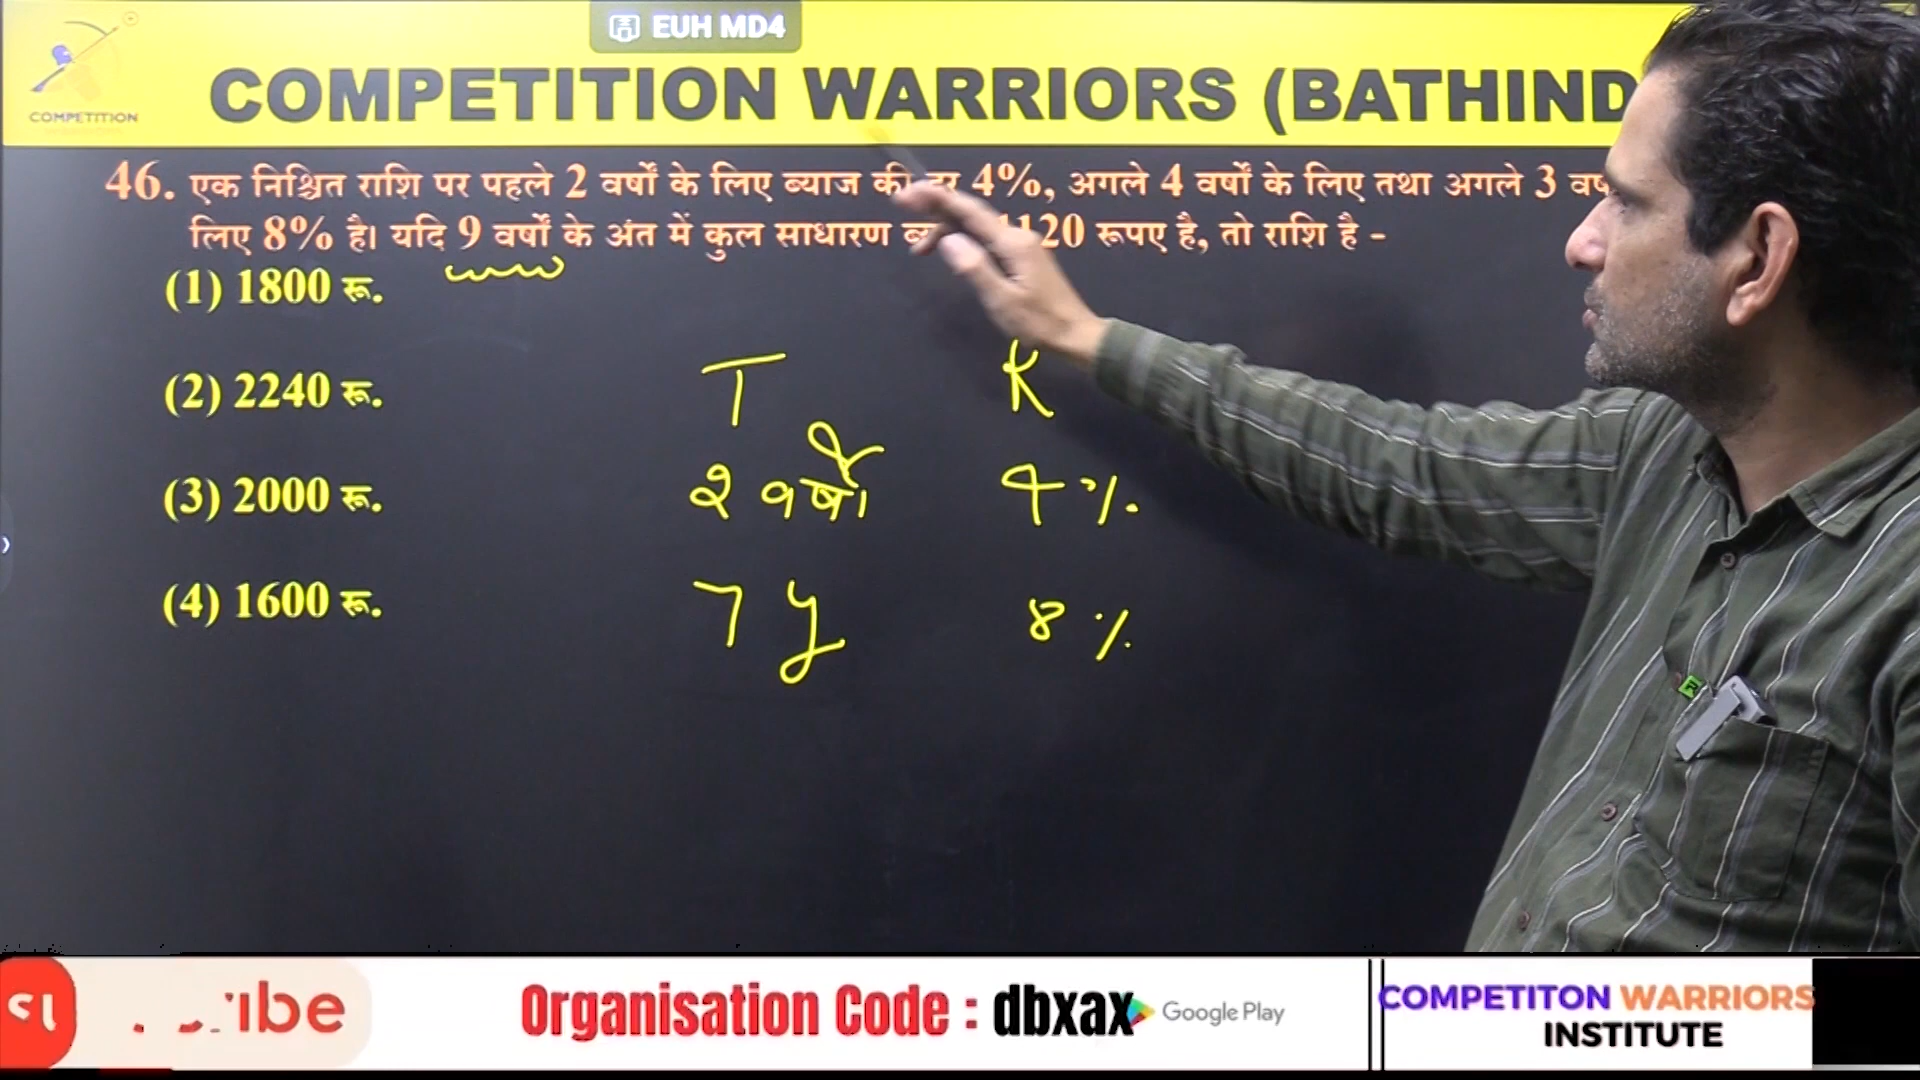 EUH MD4
COMPETITION WARRIORS (BATHIND
COMPETITION
46. एक निश्चित राशि पर पहले 2 वर्षों के लिए ब्याज की दर 4%, अगले 4 वर्षों के लिए तथा अगले 3
लिए 8% है। यदि 9 वर्षों के अंत में कुल साधारण 1120 रूपए है, तो राशि है -
(1) 1800 रू.
(2) 2240 रू.
(3) 2000 रू.
(4) 1600 रू.
T R
२ वर्षों 4%
7 y 8%
Organisation Code : dbxax
Google Play
COMPETITON WARRIORS
INSTITUTE